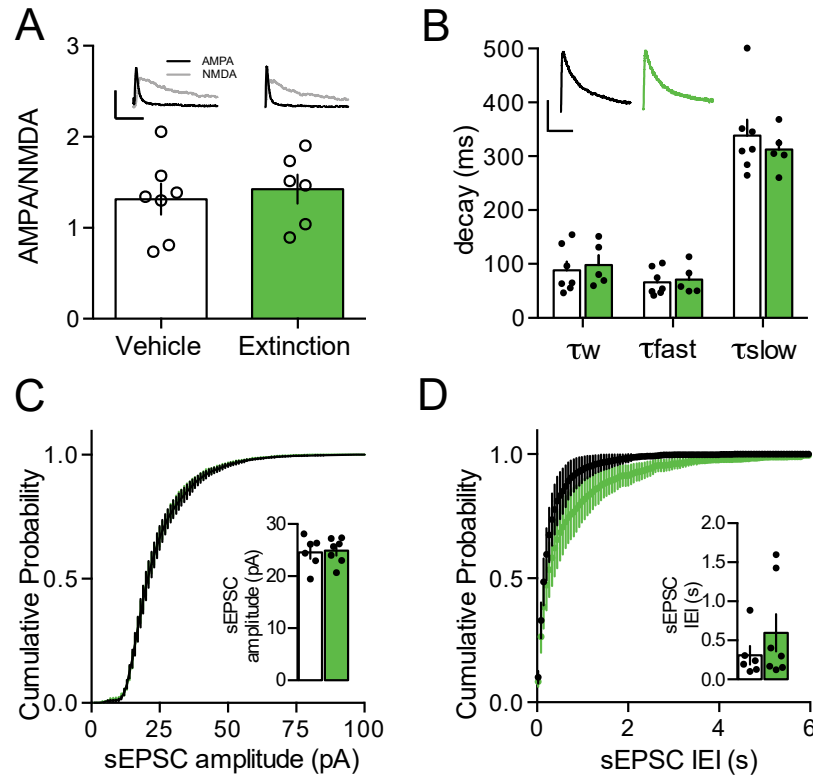 A
AMPA/NMDA
3
2
1
0
AMPA
NMDA
Vehicle
Extinction
B
decay (ms)
500
400
300
200
100
0
τw
τfast
τslow
C
Cumulative Probability
1.0
0.5
0.0
0
25
50
75
100
sEPSC amplitude (pA)
sEPSC
amplitude (pA)
30
20
10
0
D
Cumulative Probability
1.0
0.5
0.0
0
2
4
6
sEPSC IEI (s)
sEPSC
IEI (s)
2.0
1.5
1.0
0.5
0.0